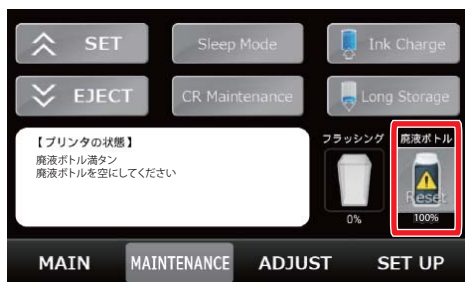 SET
Sleep Mode
Ink Charge
EJECT
CR Maintenance
Long Storage
【プリンタの状態】
廃液ボトル満タン
廃液ボトルを空にしてください
フラッシング
0%
廃液ボトル
Reset
100%
MAIN
MAINTENANCE
ADJUST
SET UP